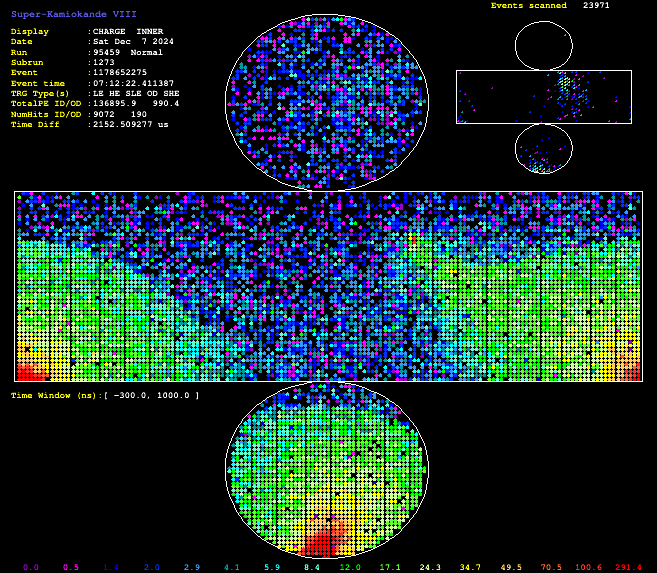 Super-Kamiokande VIII
Events scanned 23971
Display :CHARGE INNER
Date :Sat Dec 7 2024
Run :95459 Normal
Subrun :1273
Event :1178652275
Event time :07:12:22.411387
TRG Type(s) :LE HE SLE OD SHE
TotalPE ID/OD :136895.9 990.4
NumHits ID/OD :9072 190
Time Diff :2152.509277 us
Time Window (ns):[ −300.0, 1000.0 ]
0.0 0.5 1.4 2.0 2.9 4.1 5.9 8.4 12.0 17.1 24.3 34.7 49.5 70.5 100.6 291.4